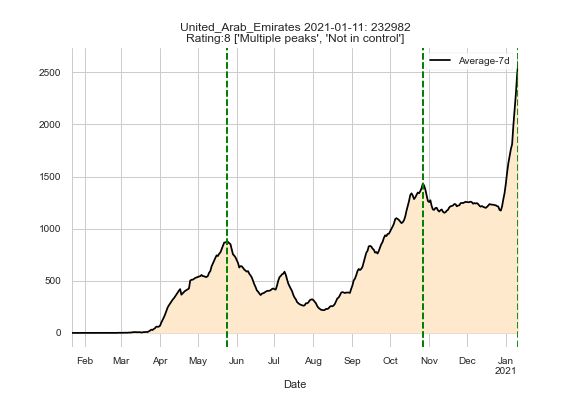 United_Arab_Emirates 2021-01-11: 232982
Rating:8 ['Multiple peaks', 'Not in control']
Average-7d
2500
2000
1500
1000
500
0
Feb Mar Apr May Jun Jul Aug Sep Oct Nov Dec Jan
2021
Date